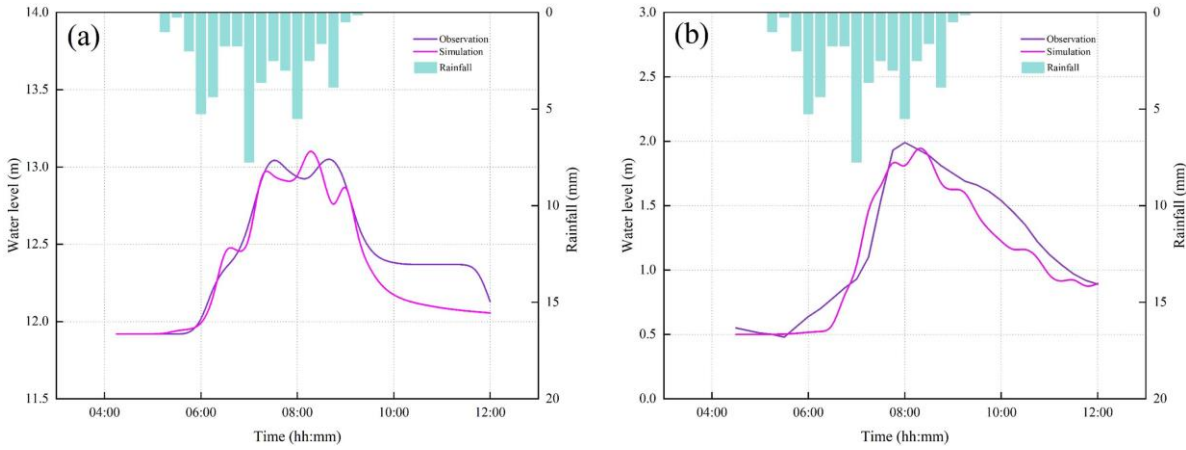 (a)
Observation
Simulation
Rainfall
14.0
13.5
13.0
12.5
12.0
11.5
Water level (m)
0
5
10
15
20
Rainfall (mm)
04:00 06:00 08:00 10:00 12:00
Time (hh:mm)
(b)
Observation
Simulation
Rainfall
3.0
2.5
2.0
1.5
1.0
0.5
0.0
Water level (m)
0
5
10
15
20
Rainfall (mm)
04:00 06:00 08:00 10:00 12:00
Time (hh:mm)